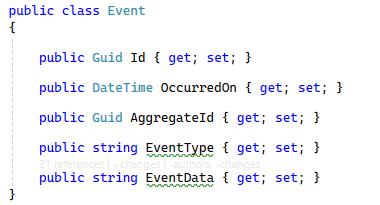 public class Event
{
public Guid Id { get; set; }
public DateTime OccurredOn { get; set; }
public Guid AggregateId { get; set; }
public string EventType { get; set; }
21 references | - changes | -authors, -changes
public string EventData { get; set; }
}